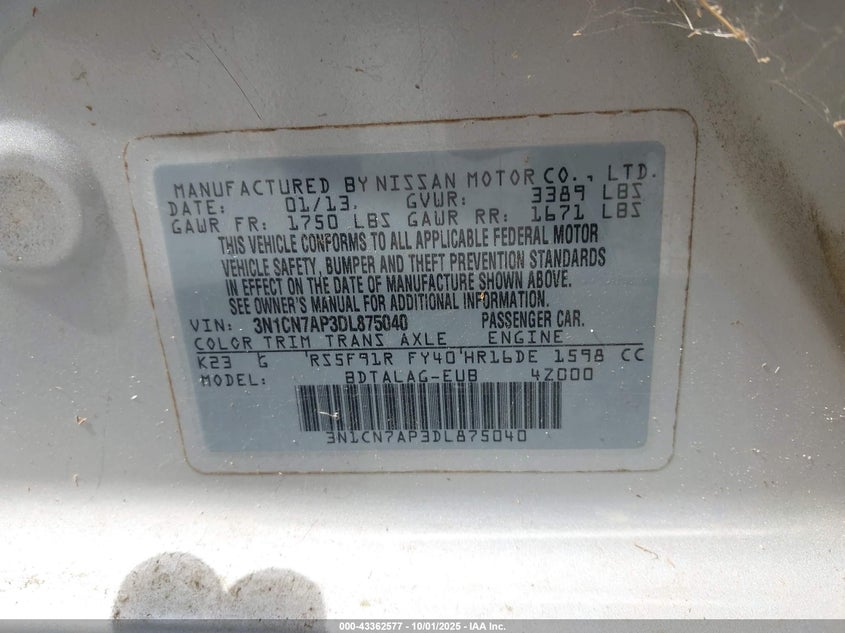 MANUFACTURED BY NISSAN MOTOR CO., LTD.
DATE: 01/13. GVWR: 3389 LBS
GAWR FR: 1750 LBS GAWR RR: 1671 LBS
THIS VEHICLE CONFORMS TO ALL APPLICABLE FEDERAL MOTOR
VEHICLE SAFETY, BUMPER AND THEFT PREVENTION STANDARDS
IN EFFECT ON THE DATE OF MANUFACTURE SHOWN ABOVE.
SEE OWNER'S MANUAL FOR ADDITIONAL INFORMATION.
VIN: 3N1CN7AP3DL875040 PASSENGER CAR.
COLOR TRIM TRANS AXLE ENGINE
K23 G RS5F91R FY40 HR16DE 1598 CC
MODEL: BDTALAG-EUB 4Z000
3N1CN7AP3DL875040
000-43362577 - 10/01/2025 - IAA Inc.